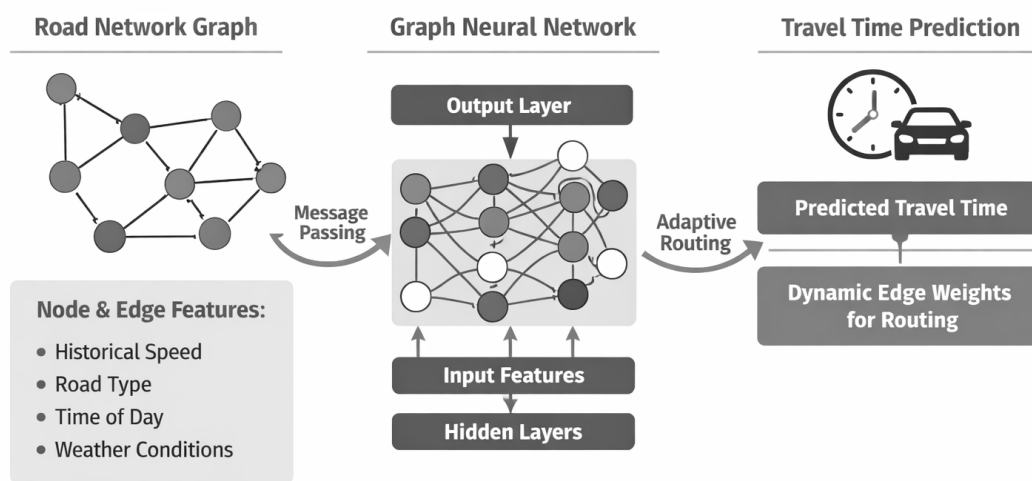 Road Network Graph
Graph Neural Network
Travel Time Prediction
Output Layer
Message
Passing
Adaptive
Routing
Predicted Travel Time
Dynamic Edge Weights
for Routing
Node & Edge Features:
• Historical Speed
• Road Type
• Time of Day
• Weather Conditions
Input Features
Hidden Layers